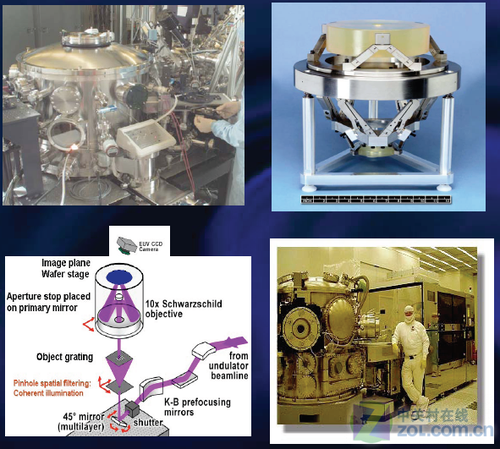 EUV CCD
Camera
Image plane
Wafer stage
Aperture stop placed
on primary mirror
10x Schwarzschild
objective
Object grating
from
undulator
beamline
Pinhole spatial filtering:
Coherent illumination
K-B prefocusing
mirrors
45° mirror
(multilayer)
shutter
中关村在线
zol.com.cn